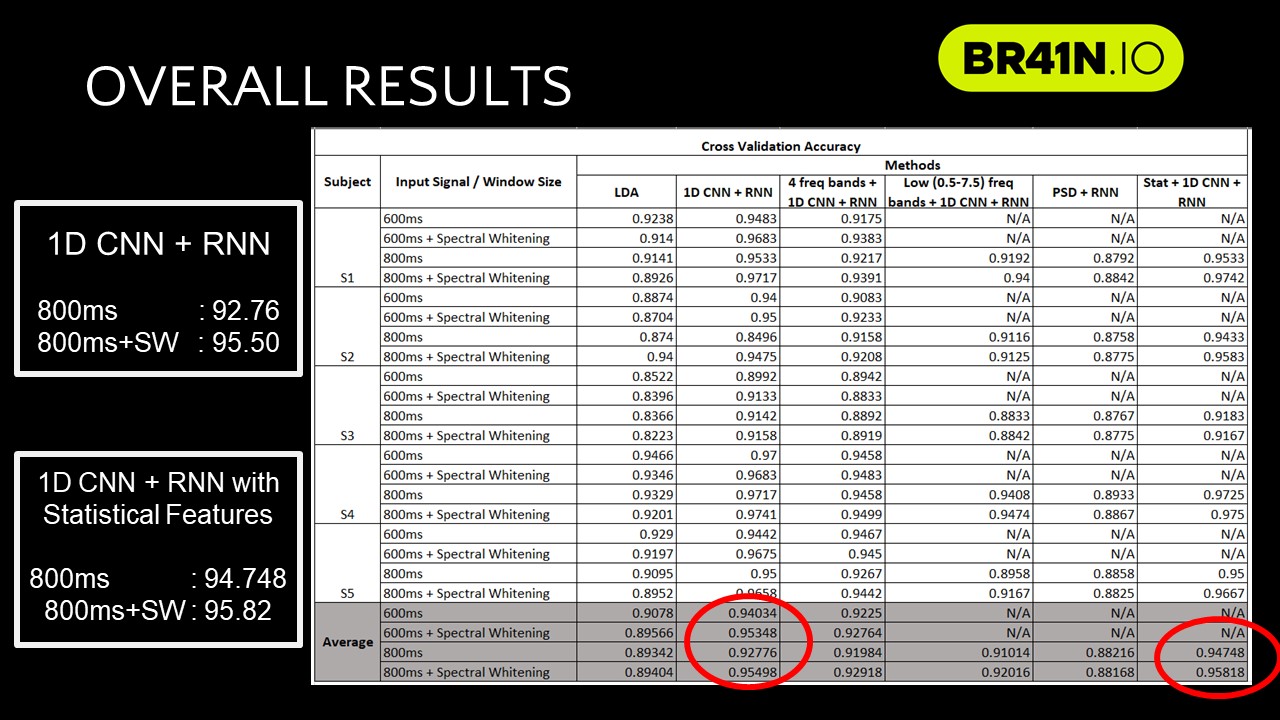 BR41N.IO
OVERALL RESULTS
1D CNN + RNN
800ms : 92.76
800ms+SW : 95.50
1D CNN + RNN with
Statistical Features
800ms : 94.748
800ms+SW : 95.82
Cross Validation Accuracy
Subject Input Signal / Window Size Methods
LDA 1D CNN + RNN 4 freq bands + 1D CNN + RNN Low (0.5-7.5) freq bands + 1D CNN + RNN PSD + RNN Stat + 1D CNN + RNN
600ms 0.9238 0.9483 0.9175 N/A N/A N/A
600ms + Spectral Whitening 0.914 0.9683 0.9383 N/A N/A N/A
800ms 0.9141 0.9533 0.9217 0.9192 0.8792 0.9533
S1 800ms + Spectral Whitening 0.8926 0.9717 0.9391 0.94 0.8842 0.9742
600ms 0.8874 0.94 0.9083 N/A N/A N/A
600ms + Spectral Whitening 0.8704 0.95 0.9233 N/A N/A N/A
800ms 0.874 0.8496 0.9158 0.9116 0.8758 0.9433
S2 800ms + Spectral Whitening 0.94 0.9475 0.9208 0.9125 0.8775 0.9583
600ms 0.8522 0.8992 0.8942 N/A N/A N/A
600ms + Spectral Whitening 0.8396 0.9133 0.8833 N/A N/A N/A
800ms 0.8366 0.9142 0.8892 0.8833 0.8767 0.9183
S3 800ms + Spectral Whitening 0.8223 0.9158 0.8919 0.8842 0.8775 0.9167
600ms 0.9466 0.97 0.9458 N/A N/A N/A
600ms + Spectral Whitening 0.9346 0.9683 0.9483 N/A N/A N/A
800ms 0.9329 0.9717 0.9458 0.9408 0.8933 0.9725
S4 800ms + Spectral Whitening 0.9201 0.9741 0.9499 0.9474 0.8867 0.975
600ms 0.929 0.9442 0.9467 N/A N/A N/A
600ms + Spectral Whitening 0.9197 0.9675 0.945 N/A N/A N/A
800ms 0.9095 0.95 0.9267 0.8958 0.8858 0.95
S5 800ms + Spectral Whitening 0.8952 0.9658 0.9442 0.9167 0.8825 0.9667
600ms 0.9078 0.94034 0.9225 N/A N/A N/A
Average 600ms + Spectral Whitening 0.89566 0.95348 0.92764 N/A N/A N/A
800ms 0.89342 0.92776 0.91984 0.91014 0.88216 0.94748
800ms + Spectral Whitening 0.89404 0.95498 0.92918 0.92016 0.88168 0.95818